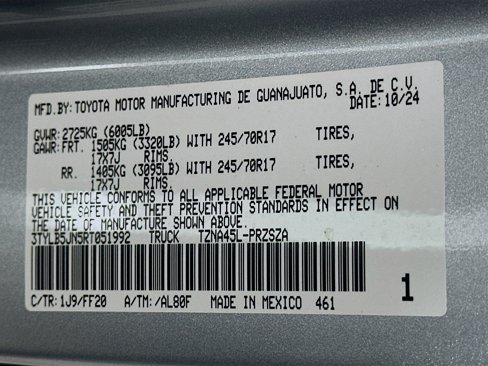 MFD.BY:TOYOTA MOTOR MANUFACTURING DE GUANAJUATO, S.A. DE C.V.
DATE: 10/24
GVWR: 2725KG (6005LB)
GAWR: FRT. 1505KG (3320LB) WITH 245/70R17 TIRES,
17X7J RIMS.
RR. 1405KG (3095LB) WITH 245/70R17 TIRES,
17X7J RIMS.
THIS VEHICLE CONFORMS TO ALL APPLICABLE FEDERAL MOTOR
VEHICLE SAFETY AND THEFT PREVENTION STANDARDS IN EFFECT ON
THE DATE OF MANUFACTURE SHOWN ABOVE.
3TYLB5JN5RT051992 TRUCK TZNA45L-PRZSZA
C/TR: 1J9/FF20 A/TM: /AL80F MADE IN MEXICO 461
1